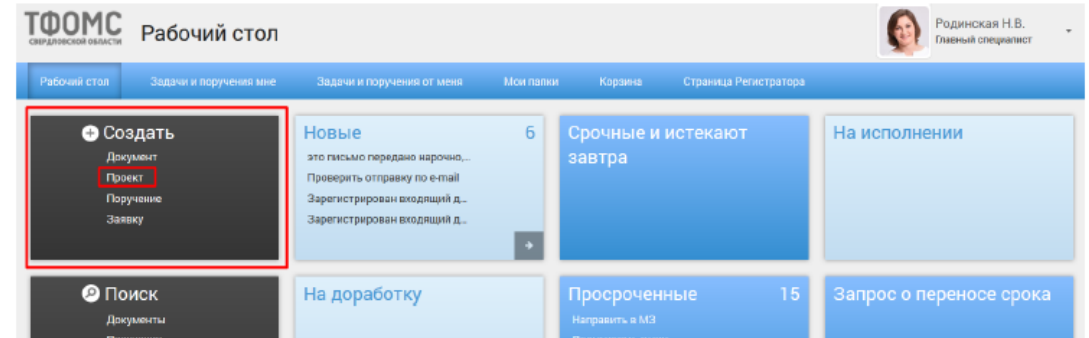 ТФОМС
СВЕРДЛОВСКОЙ ОБЛАСТИ
Рабочий стол
Родинская Н.В.
Главный специалист
Рабочий стол Задачи и поручения мне Задачи и поручения от меня Мои папки Корзина Страница Регистратора
Создать
Документ
Проект
Поручение
Заявку
Новые 6
это письмо передано нарочно,...
Проверить отправку по e-mail
Зарегистрирован входящий д...
Зарегистрирован входящий д...
Срочные и истекают
завтра
На исполнении
Поиск
Документы
На доработку
Просроченные 15
Направить в МЗ
Запрос о переносе срока